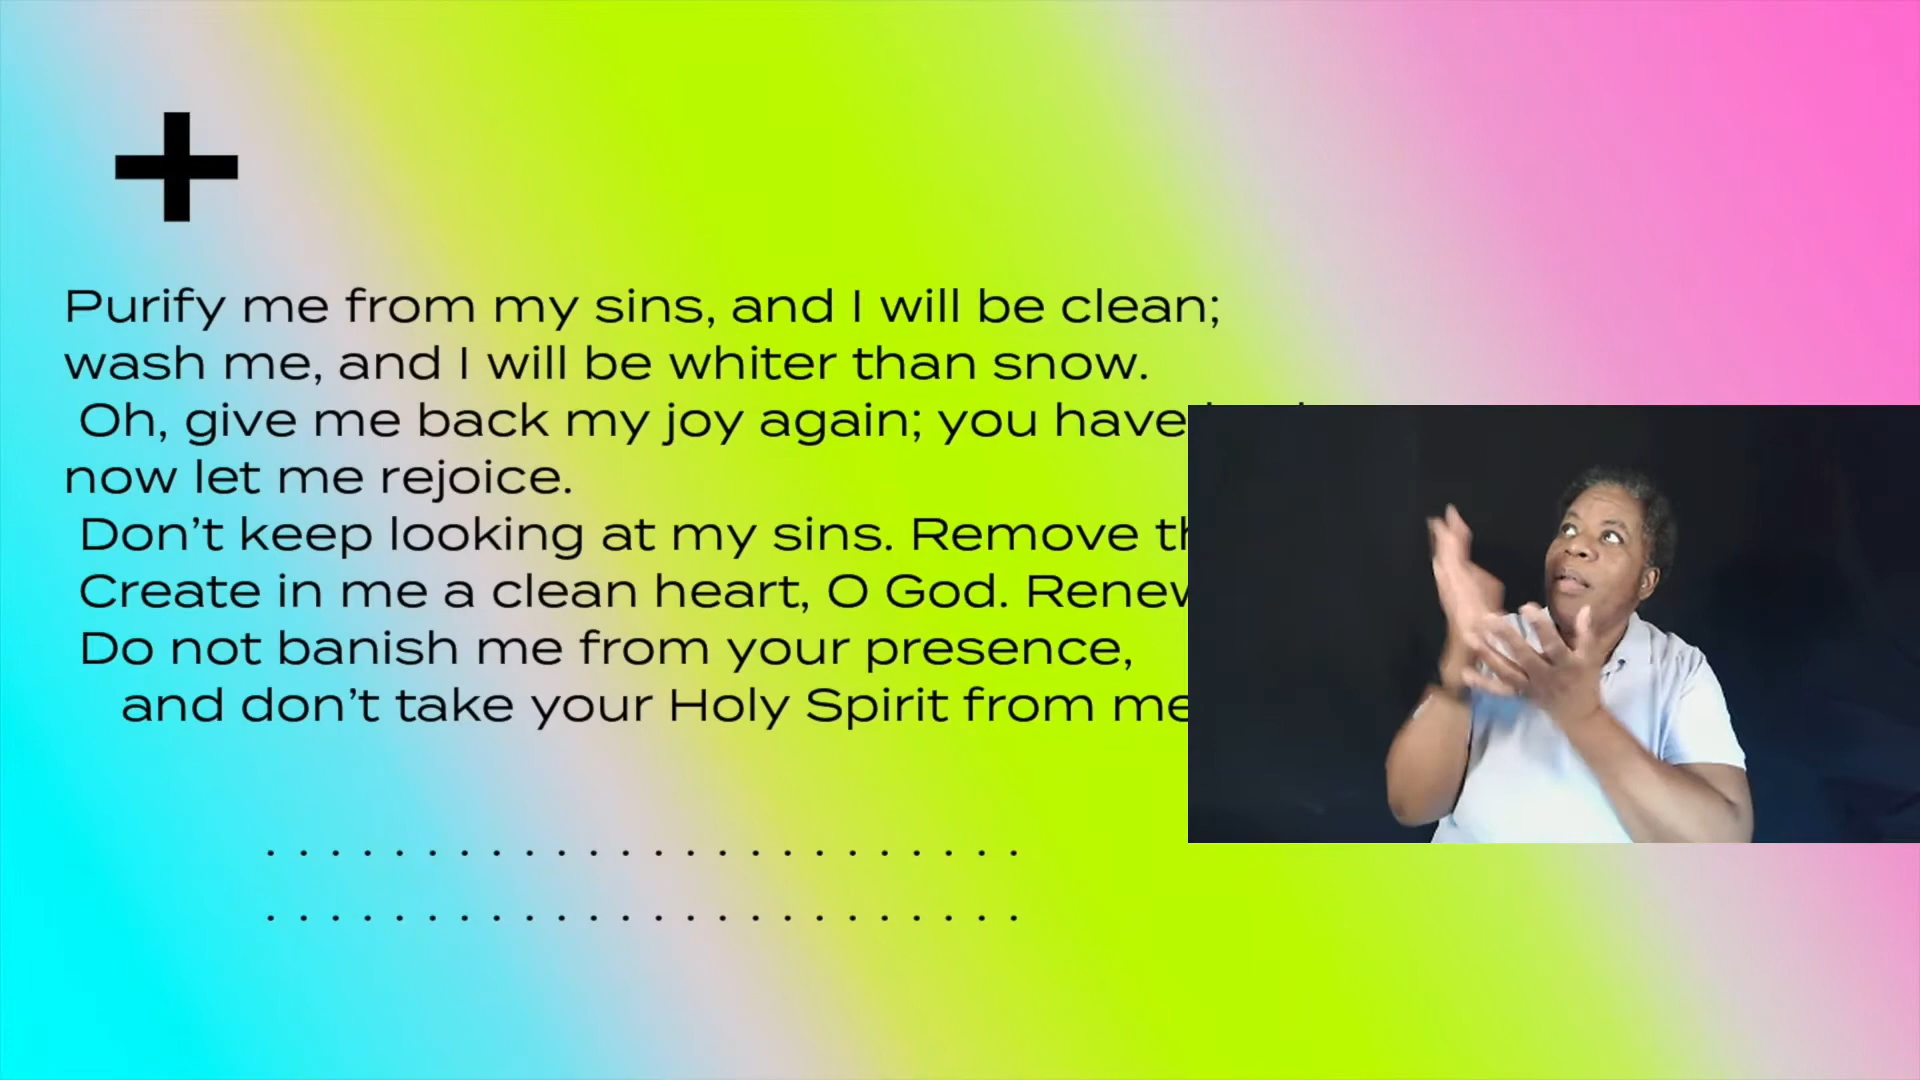 Purify me from my sins, and I will be clean;
wash me, and I will be whiter than snow.
Oh, give me back my joy again; you have
now let me rejoice.
Don’t keep looking at my sins. Remove
Create in me a clean heart, O God. Renew
Do not banish me from your presence,
and don’t take your Holy Spirit from me